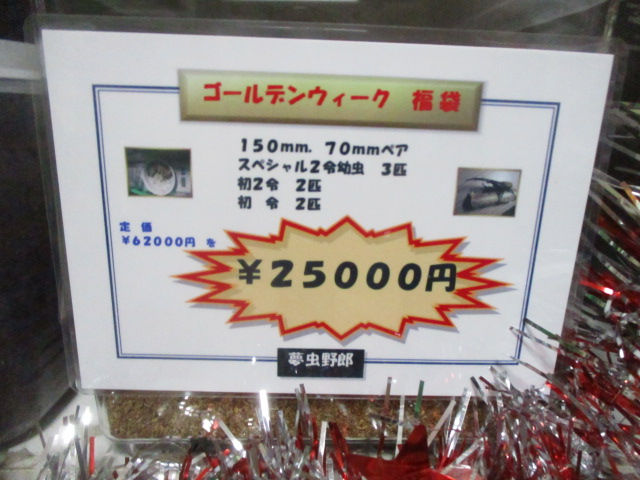 ゴールデンウィーク 福袋
150mm. 70mmペア
スペシャル2令幼虫 3匹
初2令 2匹
初 令 2匹
定 価
¥62000円 を
¥25000円
夢虫野郎